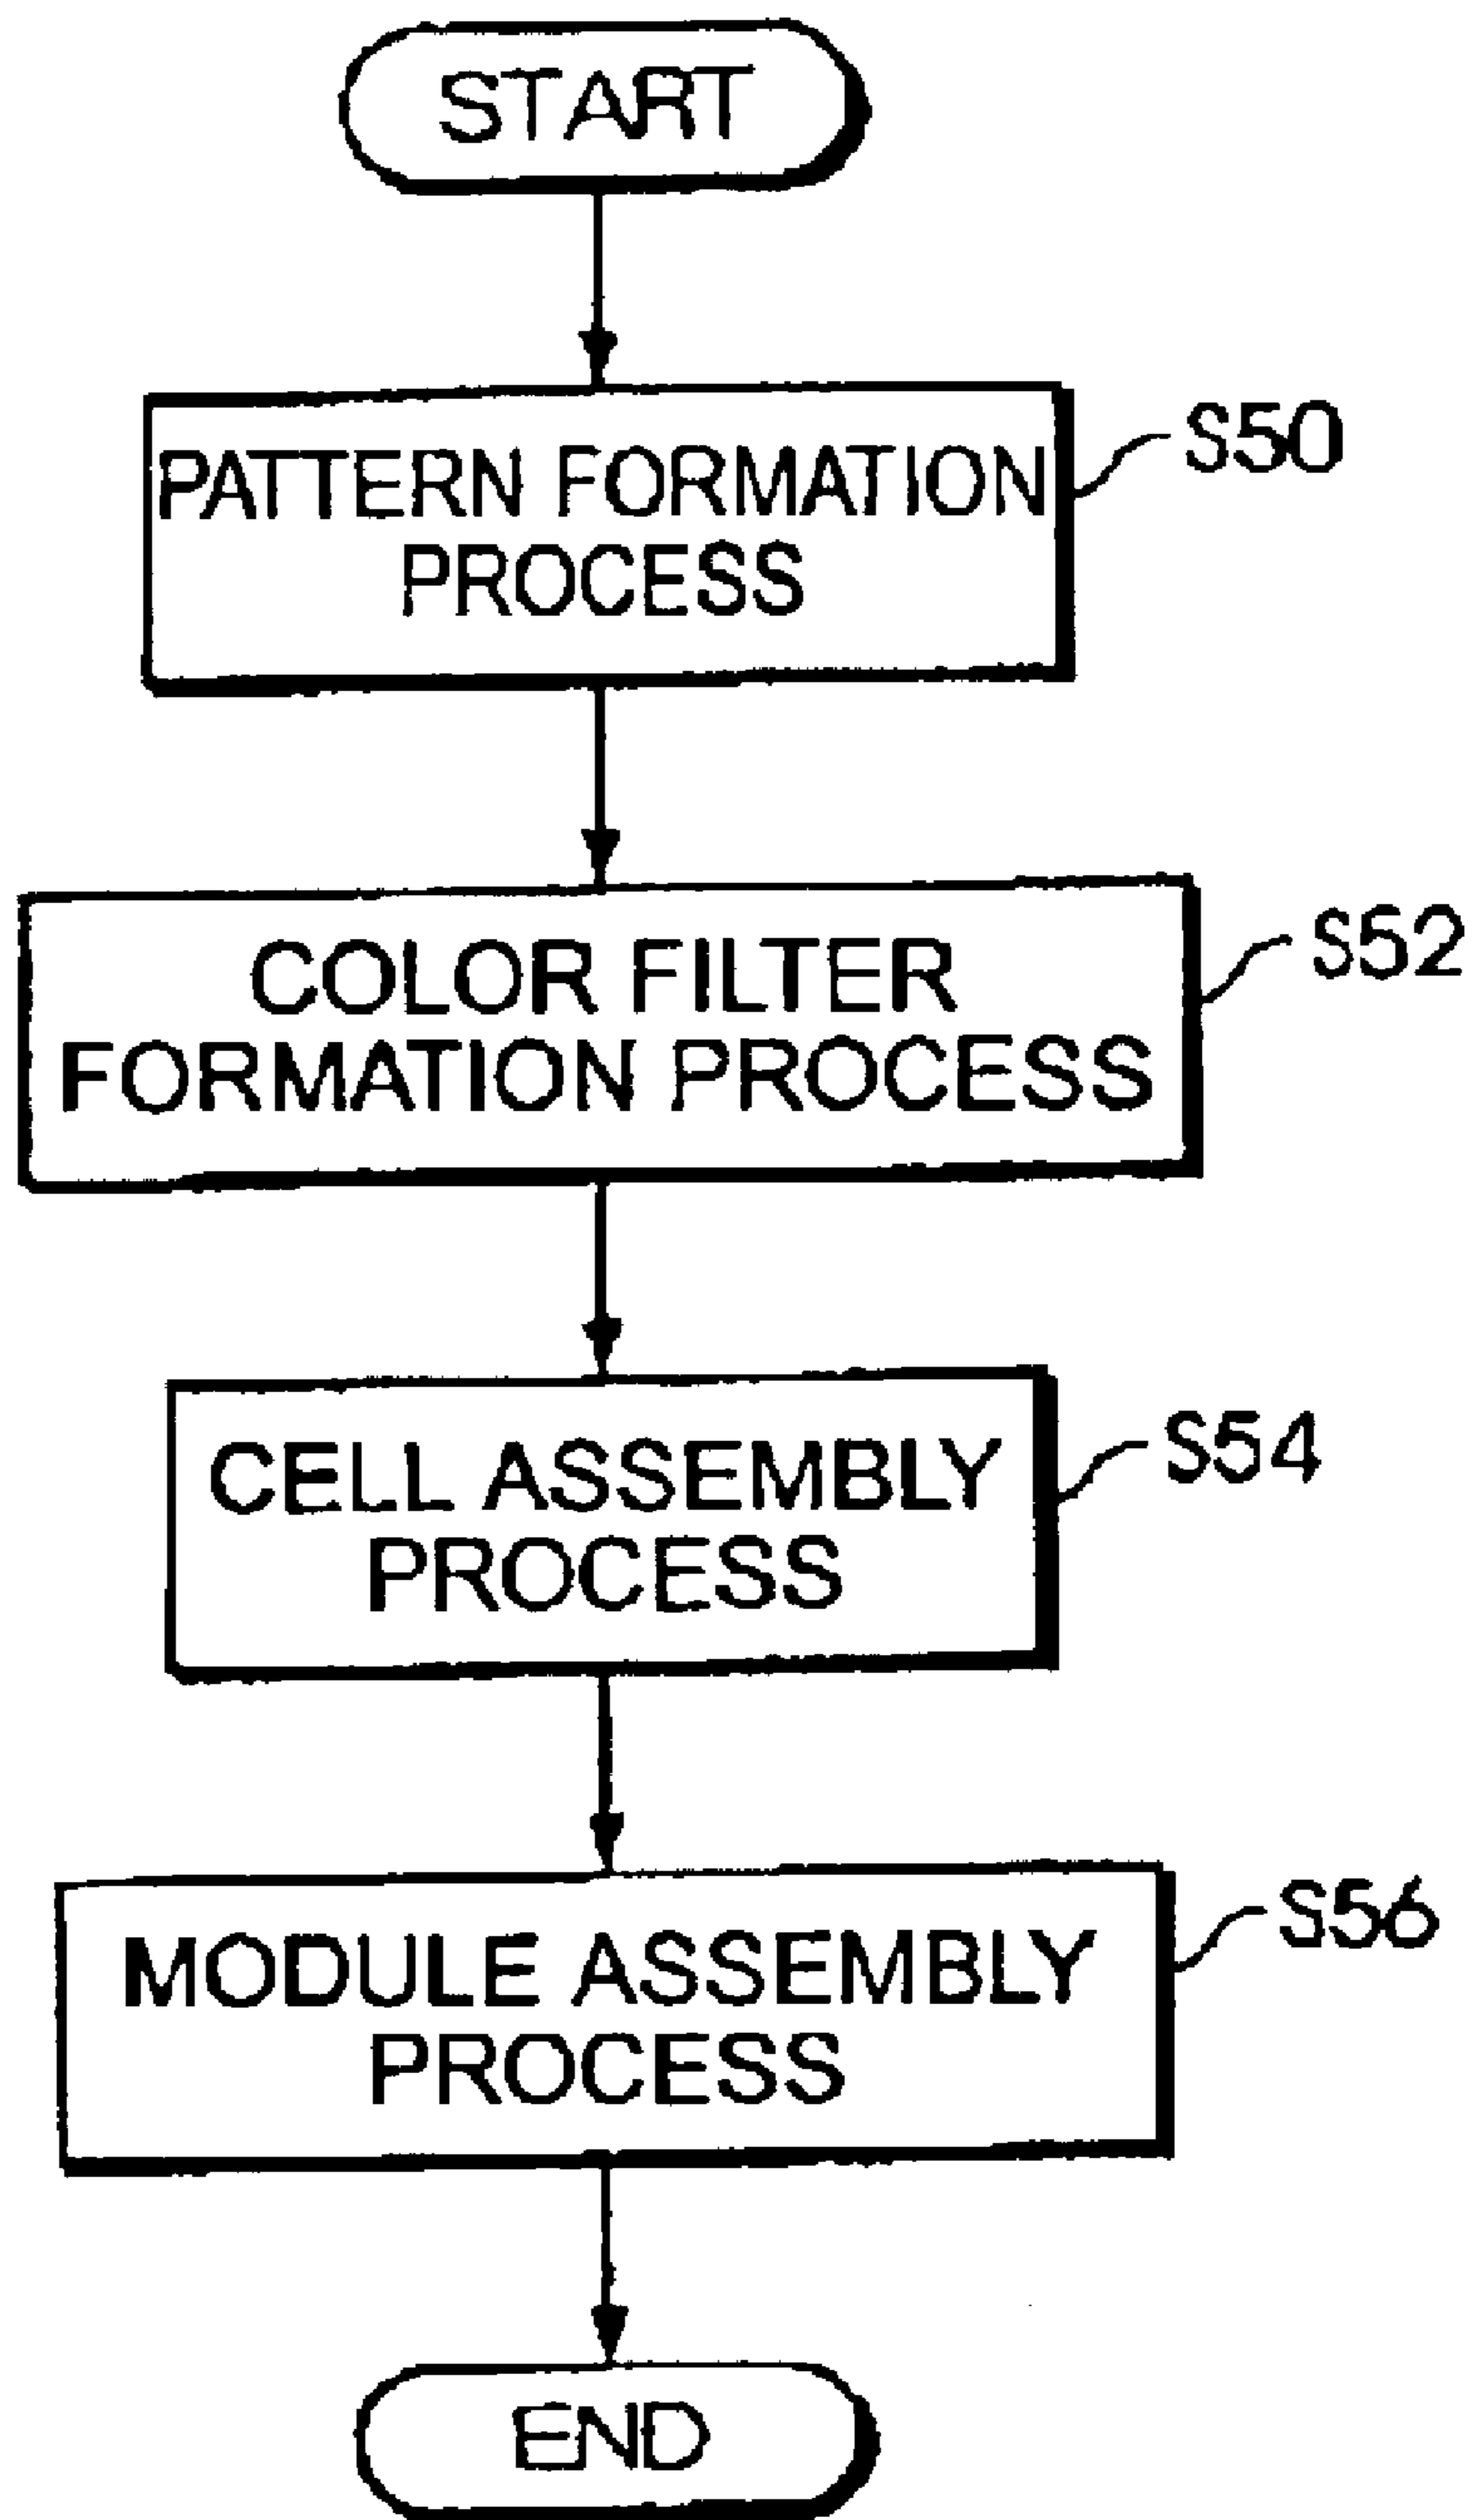 START
PATTERN FORMATION
PROCESS
S50
COLOR FILTER
FORMATION PROCESS
S52
CELL ASSEMBLY
PROCESS
S54
MODULE ASSEMBLY
PROCESS
S56
END